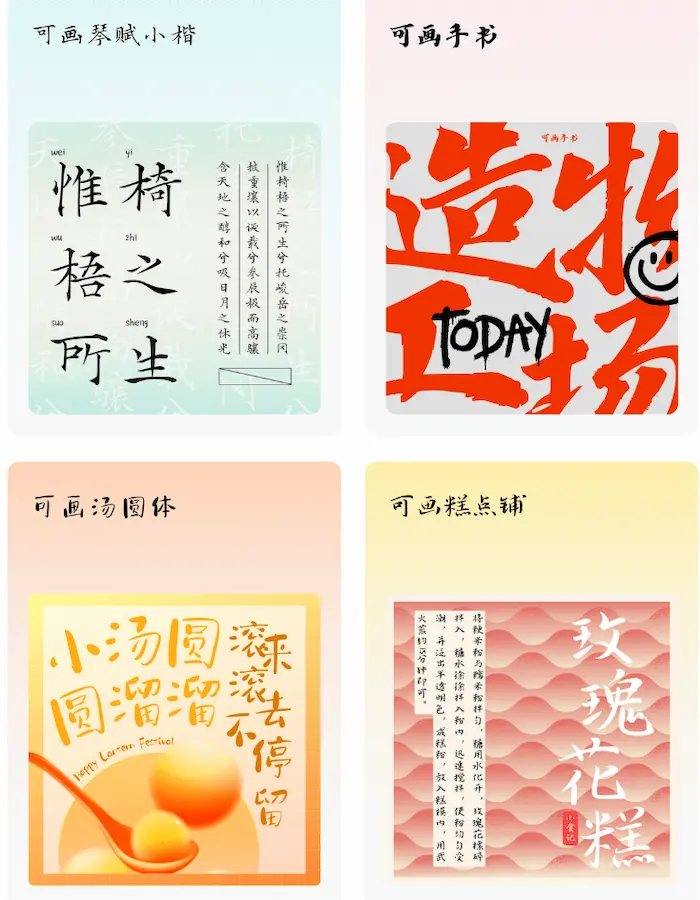 可画琴赋小楷
wei yi
惟椅
wu zhi
梧之
suo sheng
所生
惟椅梧之所生兮托峻岳之崇冈
披重壤以诞载兮参辰极而高骧
含天地之醇和兮吸日月之休光
可画手书
可画手书
造物
工场
TODAY
可画汤圆体
小汤圆
圆溜溜
滚来
滚去
不停
留
Happy Lantern Festival
可画糕点铺
玫瑰花糕
小食记
将粳米粉与糯米粉拌匀，糖用水化开，玫瑰花糅碎
拌入，糖水徐徐拌入粉内，迅速搅拌，使粉均匀受
潮，并泛出半透明色，成糕粉，放入糕模内，用武
火蒸约15分钟即可。